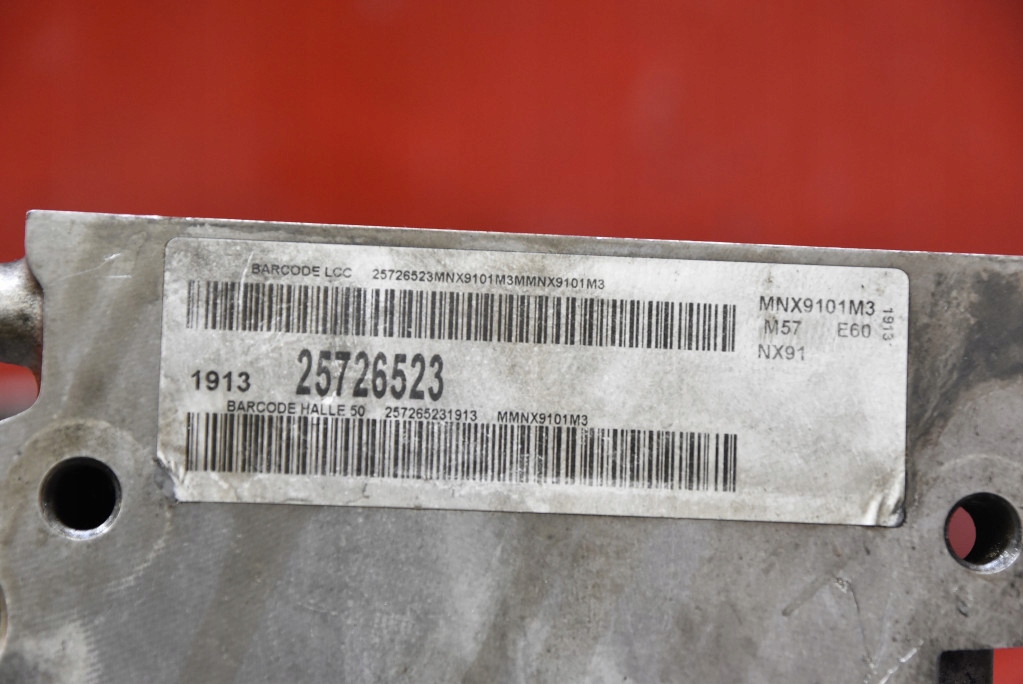 BARCODE LCC 25726523MNX9101M3MMNX9101M3
MNX9101M3
M57 E60
NX91
1913
1913 25726523
BARCODE HALLE 50 257265231913 MMNX9101M3